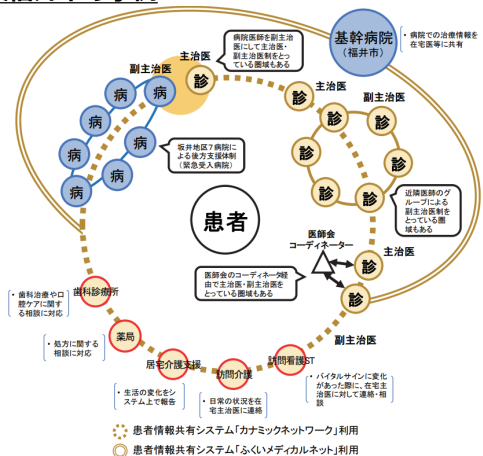 病院医師を副主治
医にして主治医・
副主治医制をとっ
ている圏域もある
基幹病院
（福井市）
・ 病院での治療情報を
在宅医等に共有
主治医
副主治医
診
病
病
病
病
病
病
病
坂井地区７病院に
よる後方支援体制
（緊急受入病院）
診
主治医
診
副主治医
診
診
診
診
診
診
近隣医師のグ
ループによる
副主治医制を
とっている圏
域もある
患者
医師会
コーディネーター
主治医
診
診
副主治医
医師会のコーディネータ経
由で主治医・副主治医を
とっている圏域もある
歯科診療所
・ 歯科治療や口
腔ケアに関す
る相談に対応
薬局
・ 処方に関する
相談に対応
居宅介護支援
・ 生活の変化をシ
ステム上で報告
訪問介護
・ 日常の状況を在
宅主治医に連絡
訪問看護ST
・ バイタルサインに変化
があった際に、在宅主
治医に対して連絡・相
談
患者情報共有システム「カナミックネットワーク」利用
患者情報共有システム「ふくいメディカルネット」利用